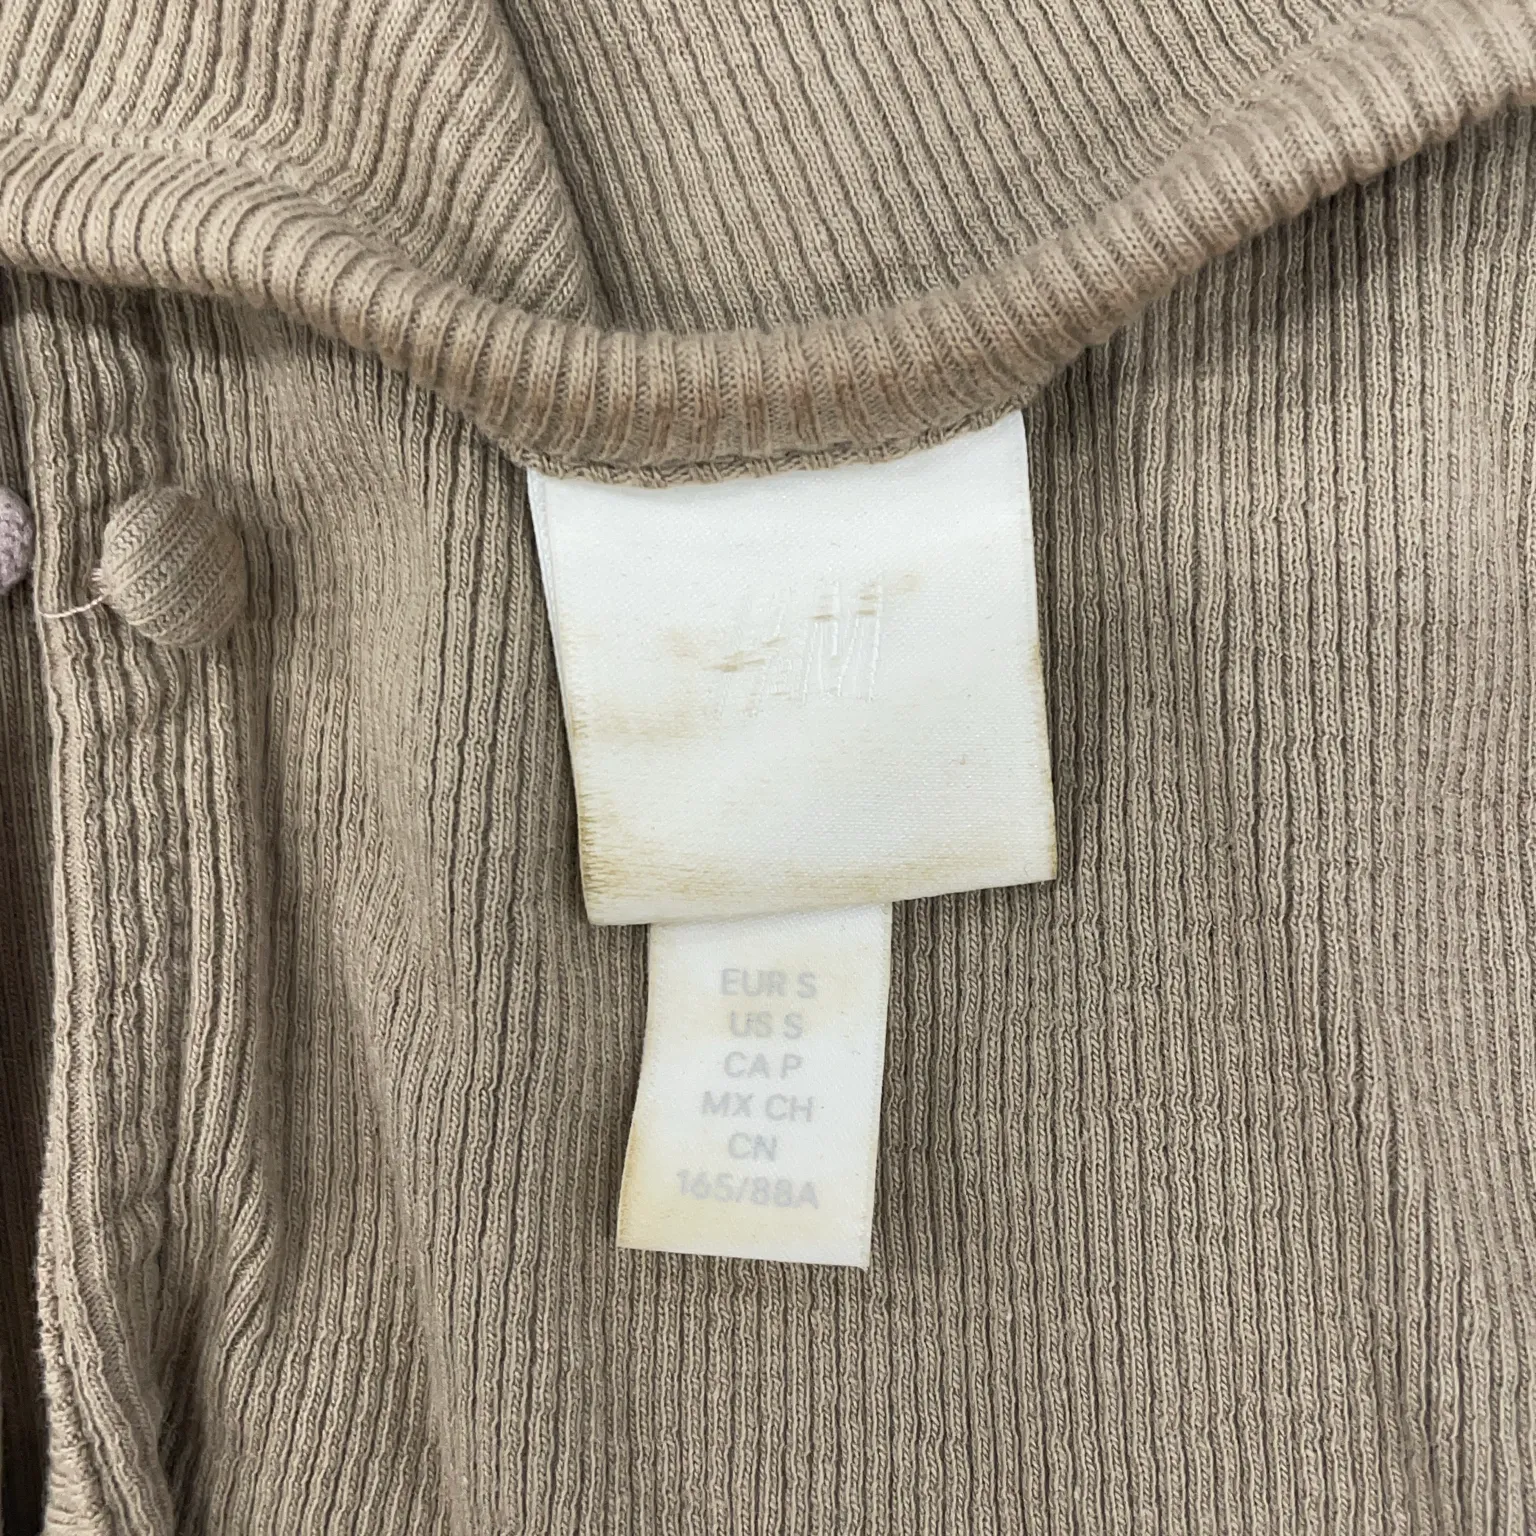 H&M
EUR S
US S
CA P
MX CH
CN
165/88A